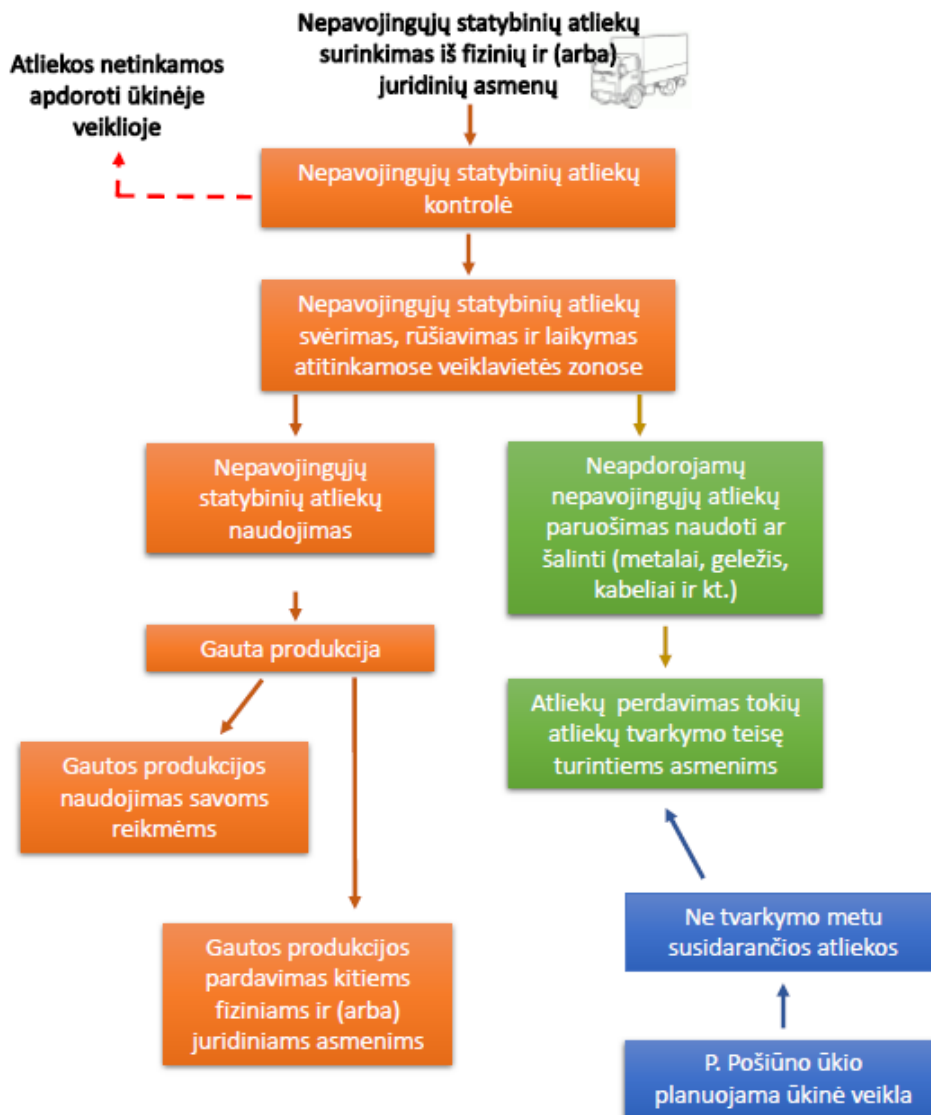 Nepavojingųjų statybinių atliekų
surinkimas iš fizinių ir (arba)
juridinių asmenų
Atliekos netinkamos
apdoroti ūkinėje
veiklioje
Nepavojingųjų statybinių atliekų
kontrolė
Nepavojingųjų statybinių atliekų
svėrimas, rūšiavimas ir laikymas
atitinkamose veiklavietės zonose
Nepavojingųjų
statybinių atliekų
naudojimas
Neapdorojamų
nepavojingųjų atliekų
paruošimas naudoti ar
šalinti (metalai, geležis,
kabeliai ir kt.)
Gauta produkcija
Atliekų perdavimas tokių
atliekų tvarkymo teisę
turintiems asmenims
Gautos produkcijos
naudojimas savoms
reikmėms
Gautos produkcijos
pardavimas kitiems
fiziniams ir (arba)
juridiniams asmenims
Ne tvarkymo metu
susidarančios atliekos
P. Pošiūno ūkio
planuojama ūkinė veikla